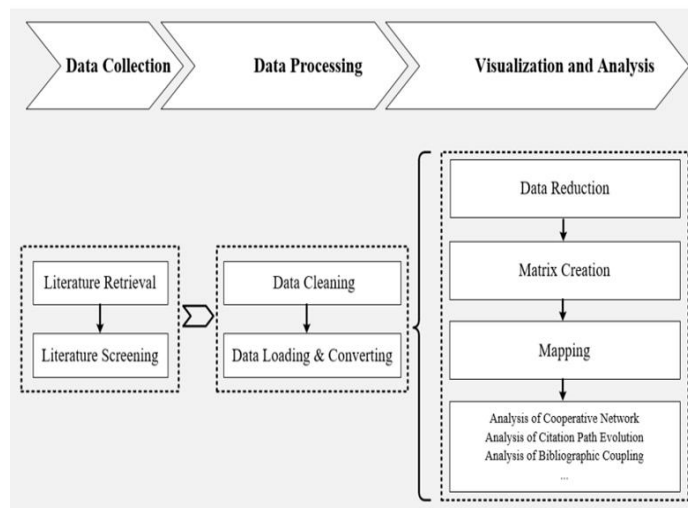 Data Collection
Data Processing
Visualization and Analysis
Literature Retrieval
Literature Screening
Data Cleaning
Data Loading & Converting
Data Reduction
Matrix Creation
Mapping
Analysis of Cooperative Network
Analysis of Citation Path Evolution
Analysis of Bibliographic Coupling
...